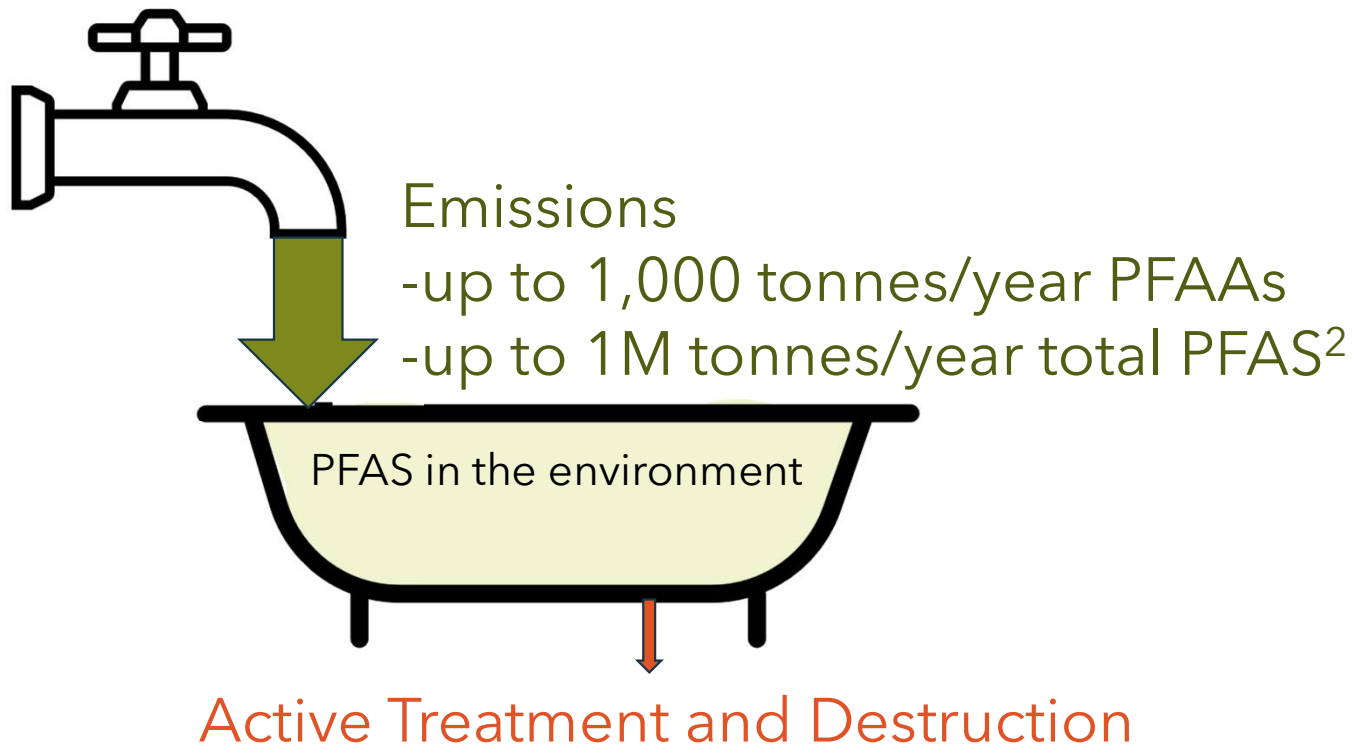 Emissions
-up to 1,000 tonnes/year PFAAs
-up to 1M tonnes/year total PFAS²
PFAS in the environment
Active Treatment and Destruction